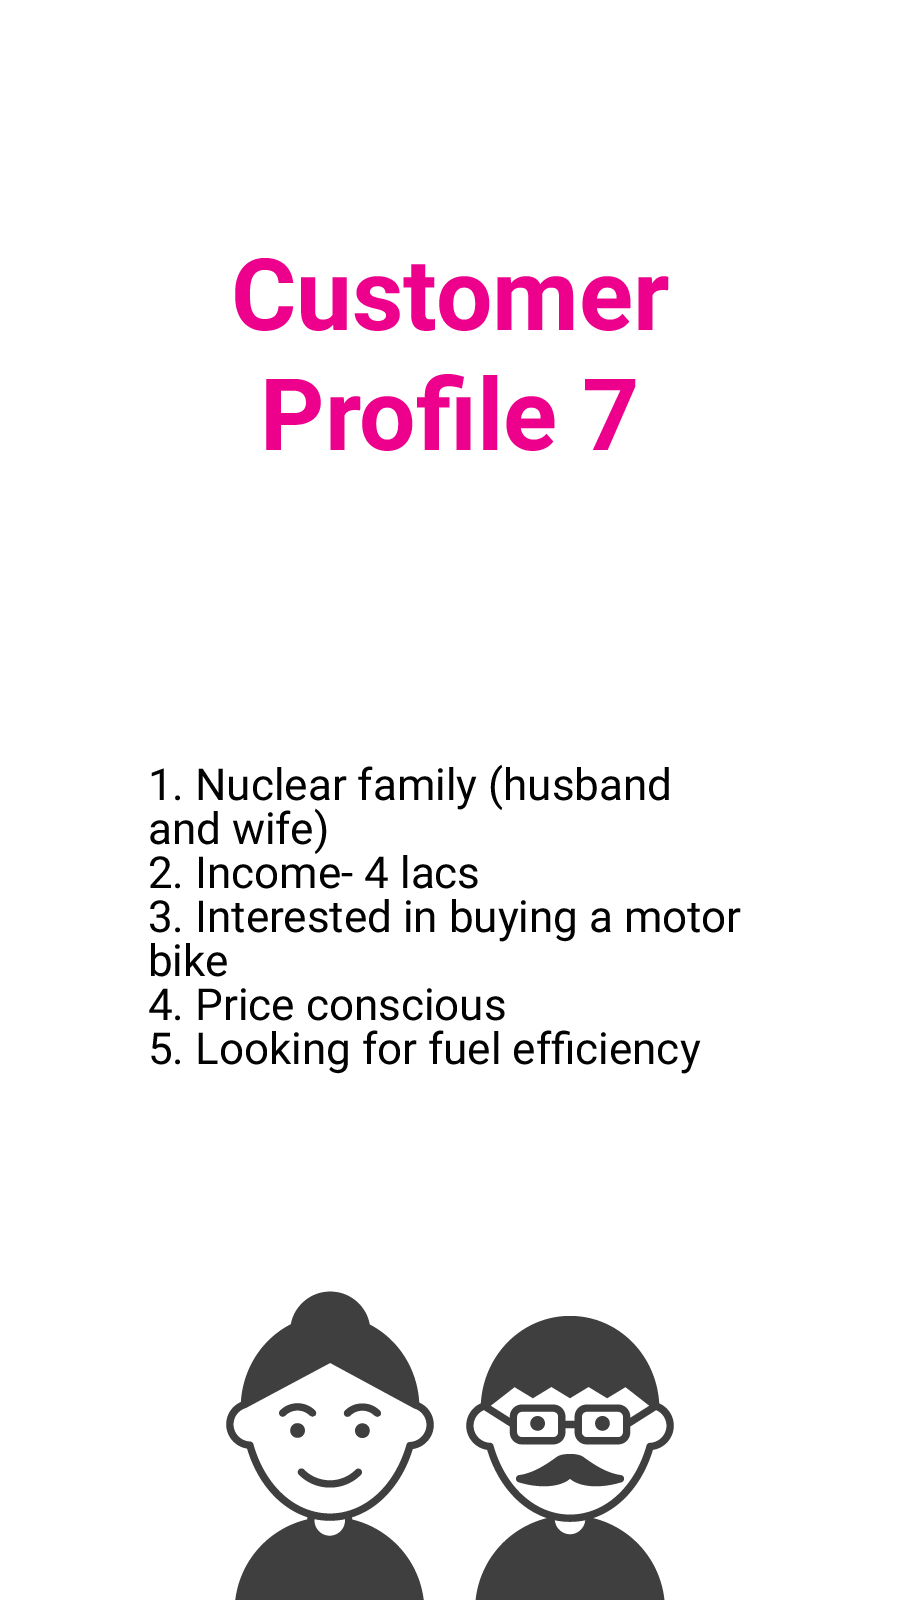 Customer
Profile 7
1. Nuclear family (husband
and wife)
2. Income- 4 lacs
3. Interested in buying a motor
bike
4. Price conscious
5. Looking for fuel efficiency